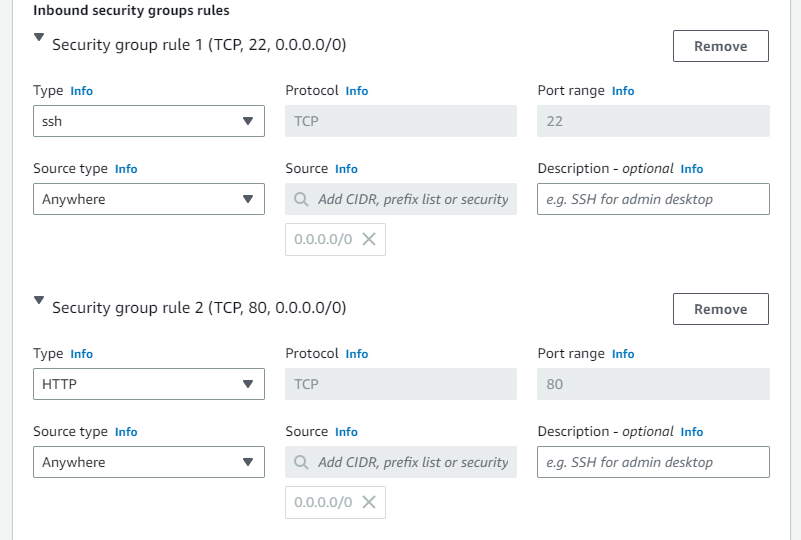 Inbound security groups rules
Security group rule 1 (TCP, 22, 0.0.0.0/0)
Remove
Type Info
Protocol Info
Port range Info
ssh
TCP
22
Source type Info
Source Info
Description - optional Info
Anywhere
Add CIDR, prefix list or security
e.g. SSH for admin desktop
0.0.0.0/0
Security group rule 2 (TCP, 80, 0.0.0.0/0)
Remove
Type Info
Protocol Info
Port range Info
HTTP
TCP
80
Source type Info
Source Info
Description - optional Info
Anywhere
Add CIDR, prefix list or security
e.g. SSH for admin desktop
0.0.0.0/0